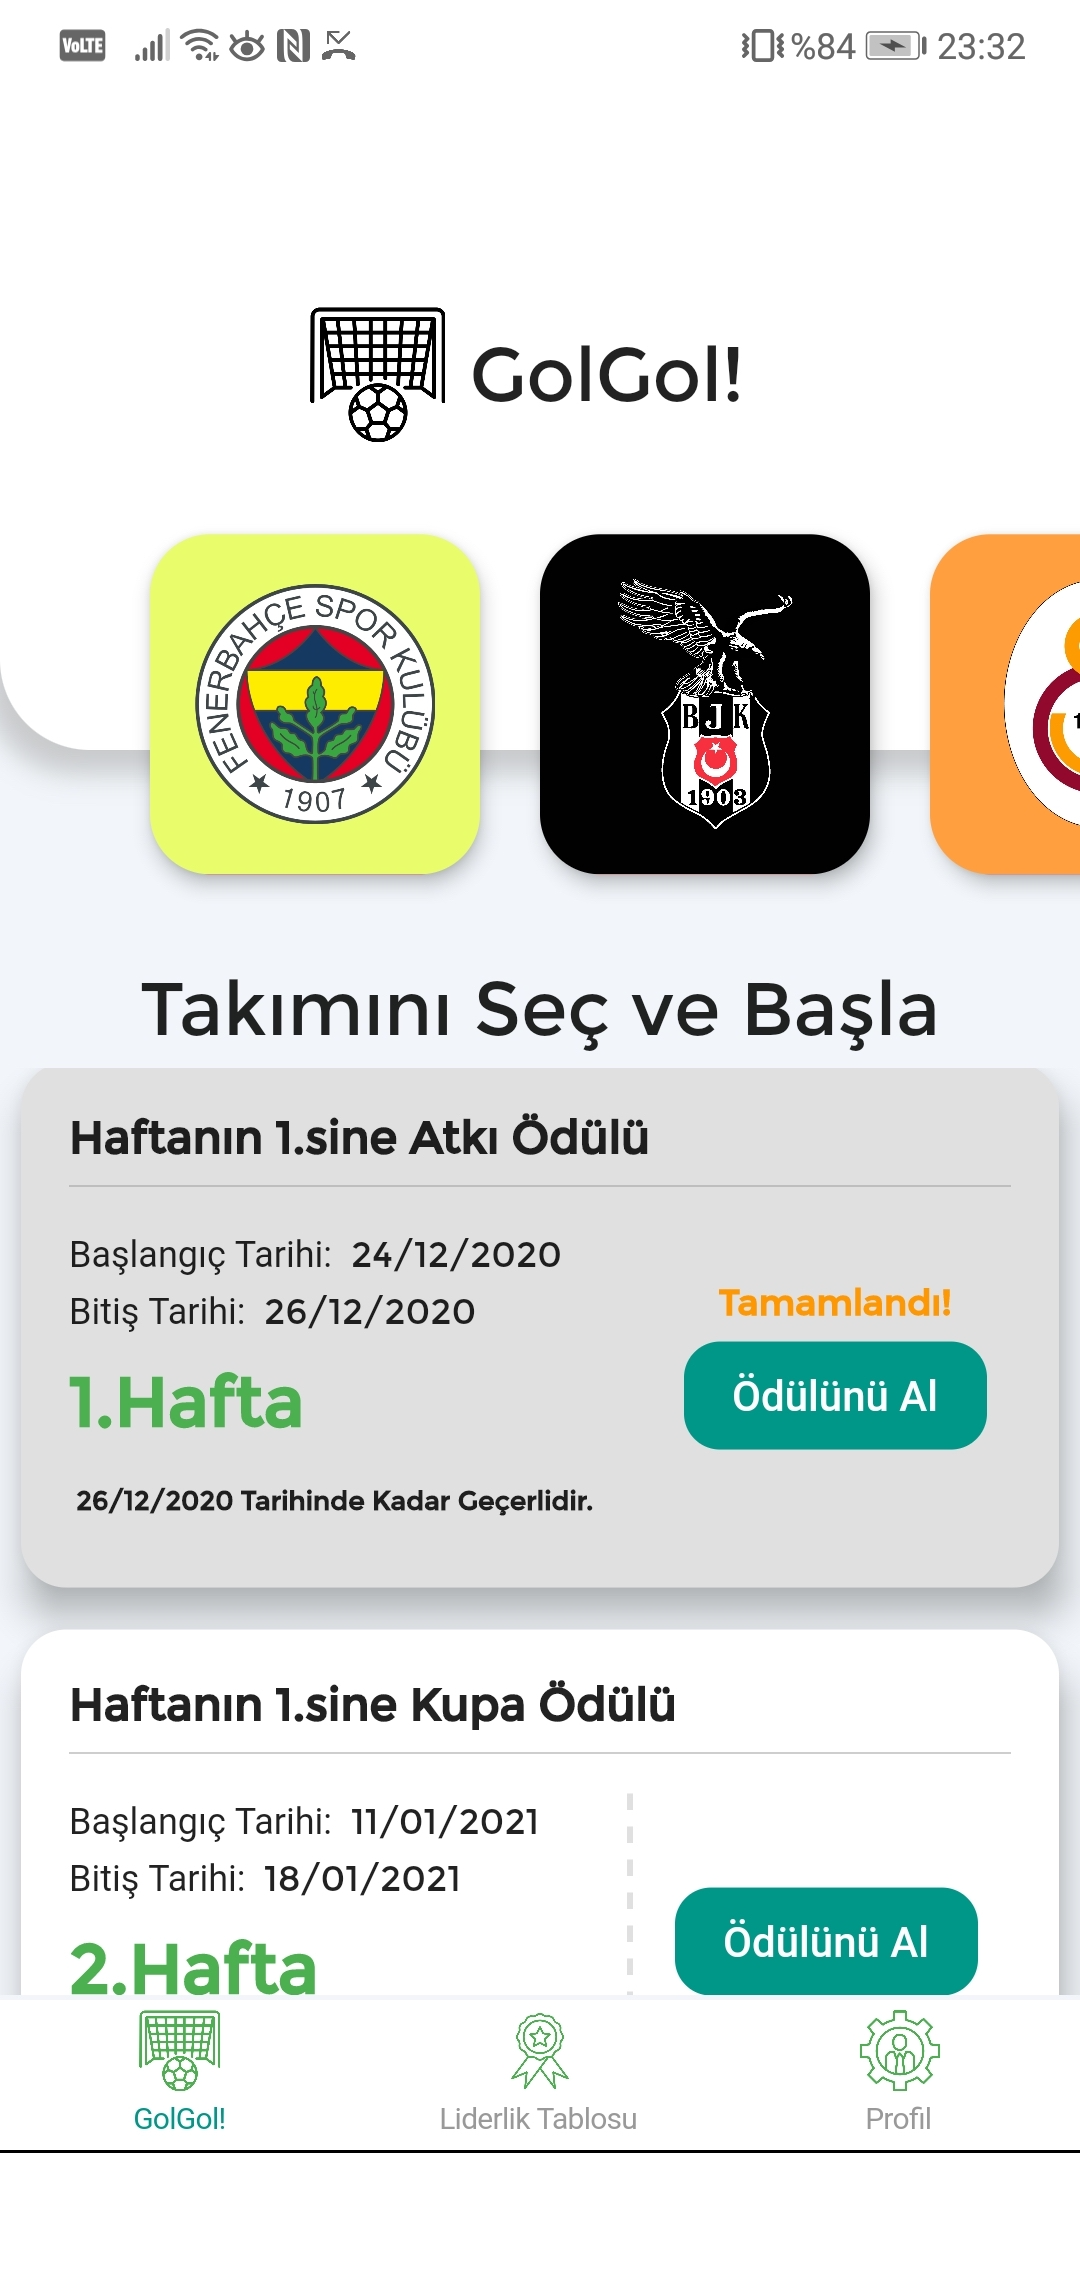 VoLTE %84 23:32
GolGol!
FENERBAHÇE SPOR KULÜBÜ
1907
BJK
1903
Takımını Seç ve Başla
Haftanın 1.sine Atkı Ödülü
Başlangıç Tarihi: 24/12/2020
Bitiş Tarihi: 26/12/2020
Tamamlandı!
1.Hafta
Ödülünü Al
26/12/2020 Tarihinde Kadar Geçerlidir.
Haftanın 1.sine Kupa Ödülü
Başlangıç Tarihi: 11/01/2021
Bitiş Tarihi: 18/01/2021
Ödülünü Al
2.Hafta
GolGol! Liderlik Tablosu Profil